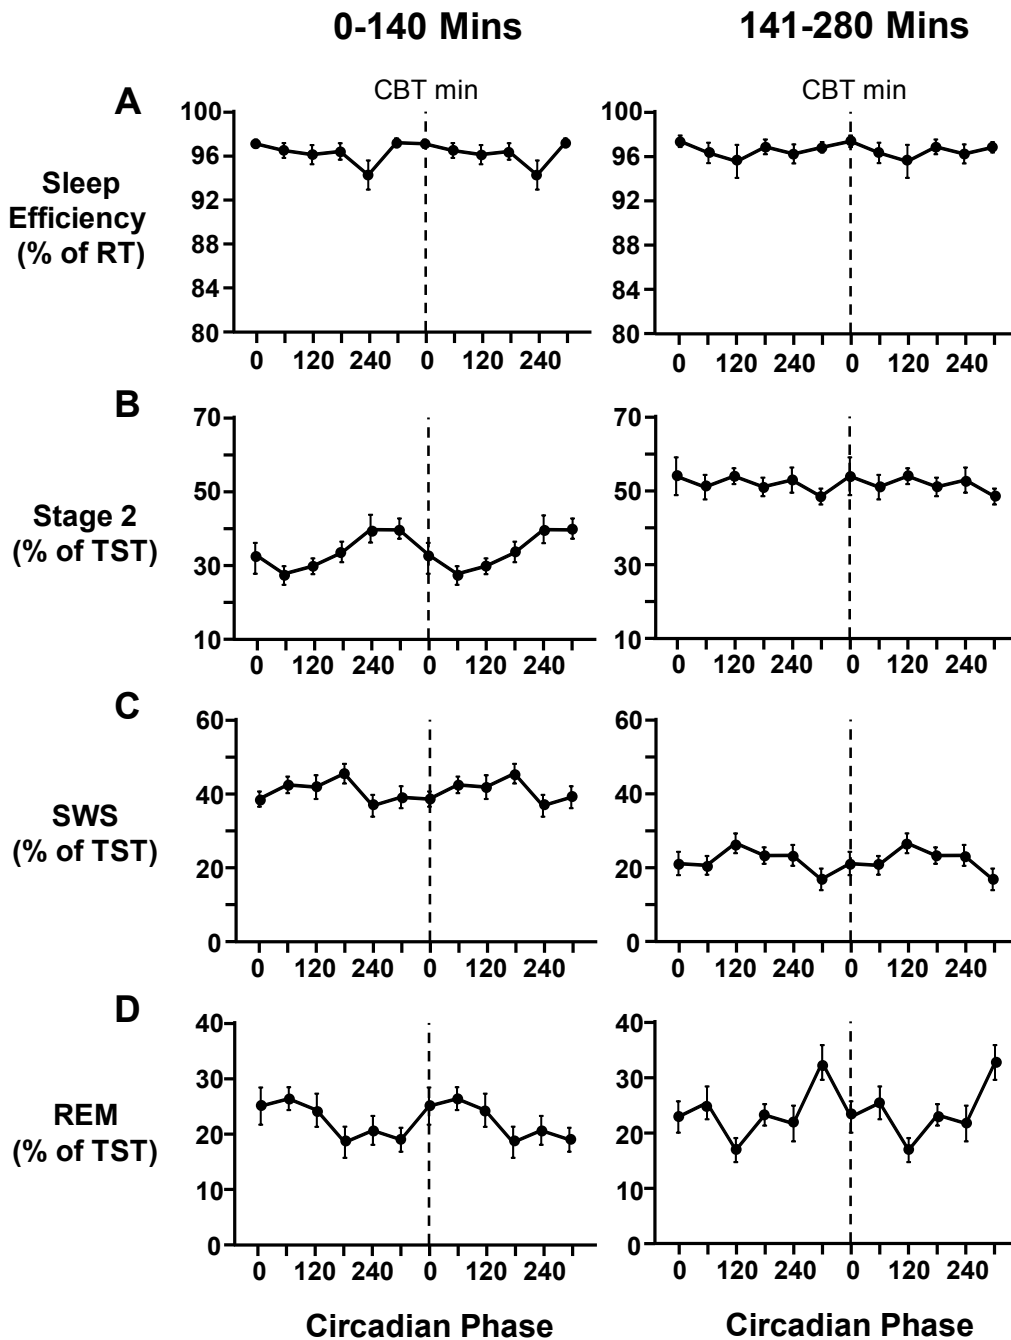 0-140 Mins
141-280 Mins
A
Sleep
Efficiency
(% of RT)
CBT min
100
96
92
88
84
80
0 120 240 0 120 240
CBT min
100
96
92
88
84
80
0 120 240 0 120 240
B
Stage 2
(% of TST)
70
50
30
10
0 120 240 0 120 240
70
50
30
10
0 120 240 0 120 240
C
SWS
(% of TST)
60
40
20
0
0 120 240 0 120 240
60
40
20
0
0 120 240 0 120 240
D
REM
(% of TST)
40
30
20
10
0
0 120 240 0 120 240
40
30
20
10
0
0 120 240 0 120 240
Circadian Phase
Circadian Phase